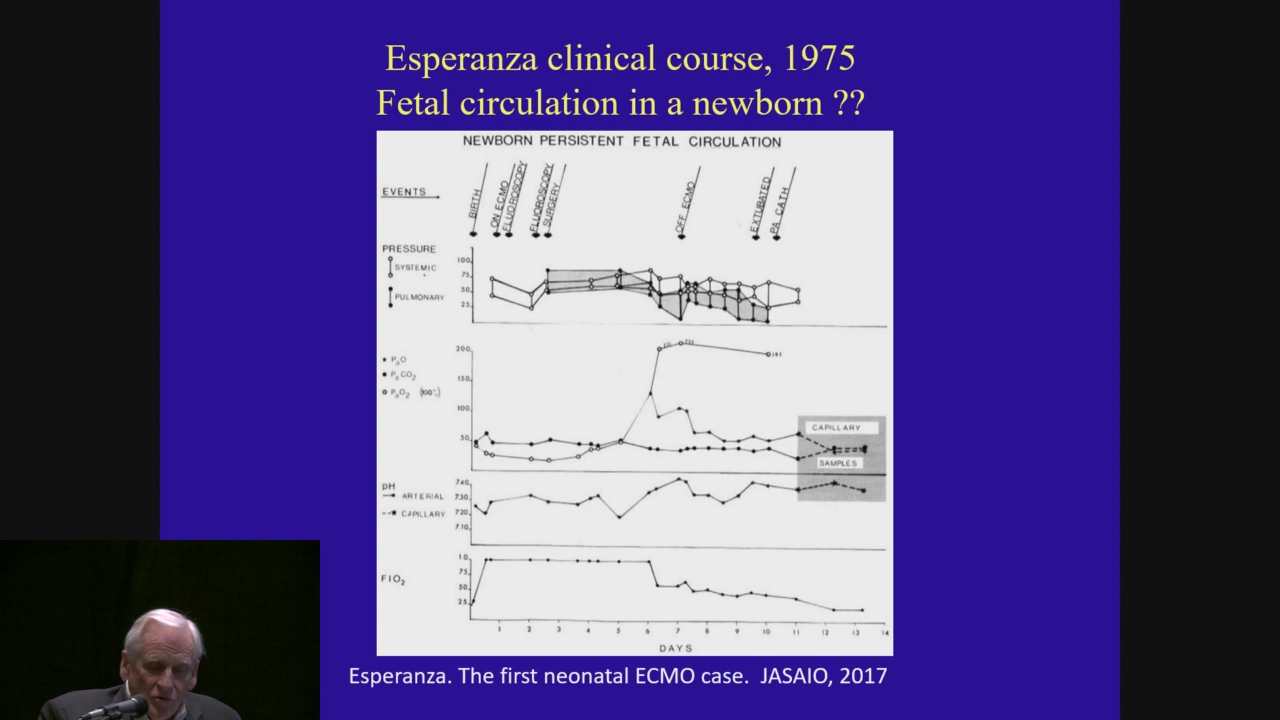 Esperanza clinical course, 1975
Fetal circulation in a newborn ??
NEWBORN PERSISTENT FETAL CIRCULATION
EVENTS
BIRTH
ON ECMO
FLUOROSCOPY
FLUOROSCOPY
SURGERY
OFF ECMO
EXTUBATED
PA CATH
PRESSURE
SYSTEMIC
PULMONARY
100
75
50
25
PaO
PaCO2
PaO2 (100%)
200
150
100
50
CAPILLARY
SAMPLES
pH
ARTERIAL
CAPILLARY
7.40
7.30
7.20
7.10
FIO2
1.0
75
50
25
1 2 3 4 5 6 7 8 9 10 11 12 13 14
DAYS
Esperanza. The first neonatal ECMO case. JASAIO, 2017